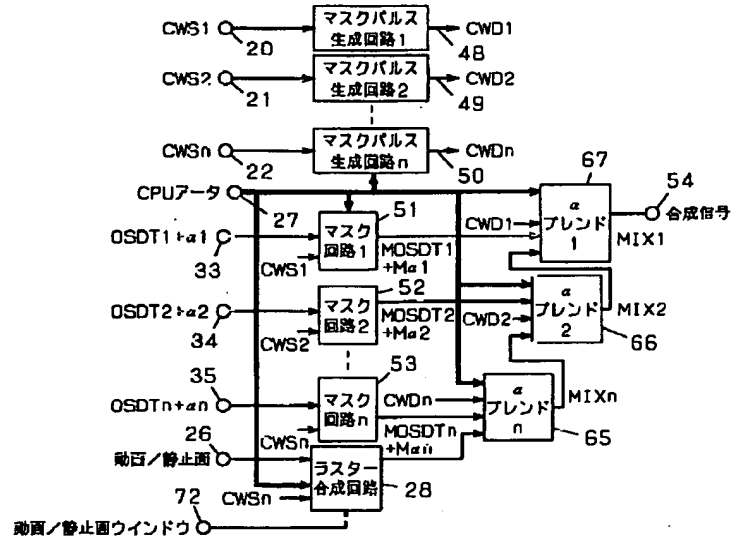 CWS1
20
マスクパルス
生成回路1
CWD1
48
CWS2
21
マスクパルス
生成回路2
CWD2
49
CWSn
22
マスクパルス
生成回路n
CWDn
50
CPUデータ
27
67
α
ブレンド
1
54
合成信号
MIX1
CWD1
51
マスク
回路1
OSDT1+α1
33
CWS1
MOSDT1
+Mα1
52
マスク
回路2
OSDT2+α2
34
CWS2
MOSDT2
+Mα2
CWD2
α
ブレンド
2
MIX2
66
53
マスク
回路n
35
OSDTn+αn
CWSn
CWDn
MOSDTn
+Mαn
α
ブレンド
n
MIXn
65
26
動画/静止画
ラスター
合成回路
28
CWSn
72
動画/静止画ウインドウ